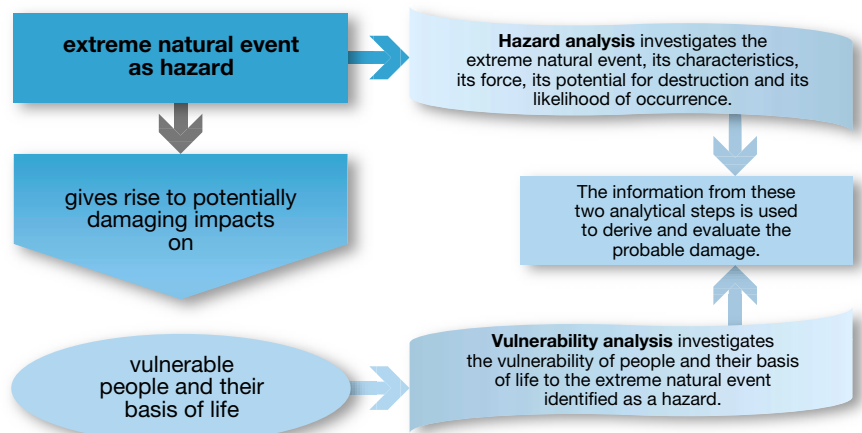 extreme natural event
as hazard
Hazard analysis investigates the
extreme natural event, its characteristics,
its force, its potential for destruction and its
likelihood of occurrence.
gives rise to potentially
damaging impacts
on
The information from these
two analytical steps is used
to derive and evaluate the
probable damage.
vulnerable
people and their
basis of life
Vulnerability analysis investigates
the vulnerability of people and their basis
of life to the extreme natural event
identified as a hazard.